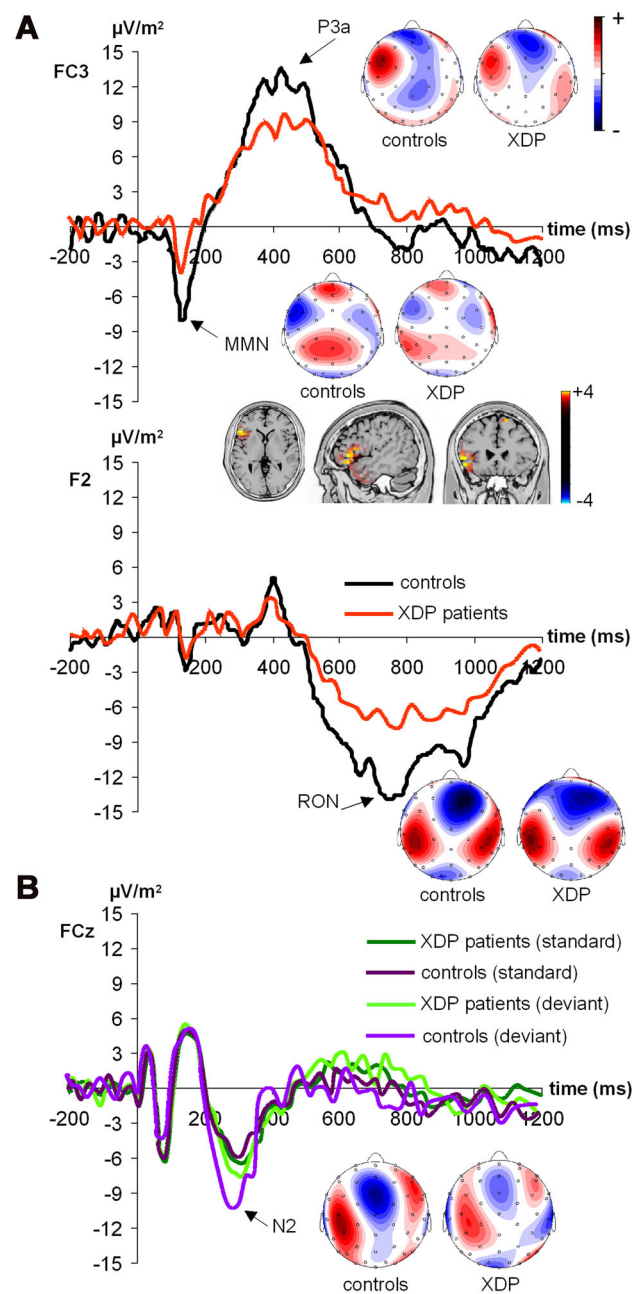 A
µV/m²
P3a
+
FC3
15
12
9
6
3
-
controls
XDP
time (ms)
-200
200
400
600
800
1000
1200
-3
-6
-9
-12
-15
MMN
controls
XDP
µV/m²
F2
+4
-4
15
12
9
6
3
controls
XDP patients
time (ms)
-200
200
400
600
800
1000
1200
-3
-6
-9
-12
-15
RON
controls
XDP
B
µV/m²
FCz
15
12
9
6
3
XDP patients (standard)
controls (standard)
XDP patients (deviant)
controls (deviant)
time (ms)
-200
200
400
600
800
1000
1200
-3
-6
-9
-12
-15
N2
controls
XDP